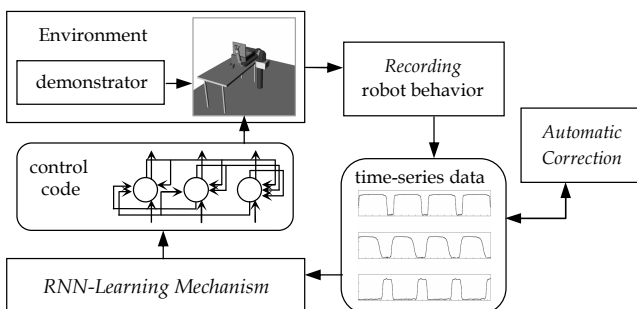 Environment
demonstrator
Recording
robot behavior
Automatic
Correction
control
code
time-series data
RNN-Learning Mechanism